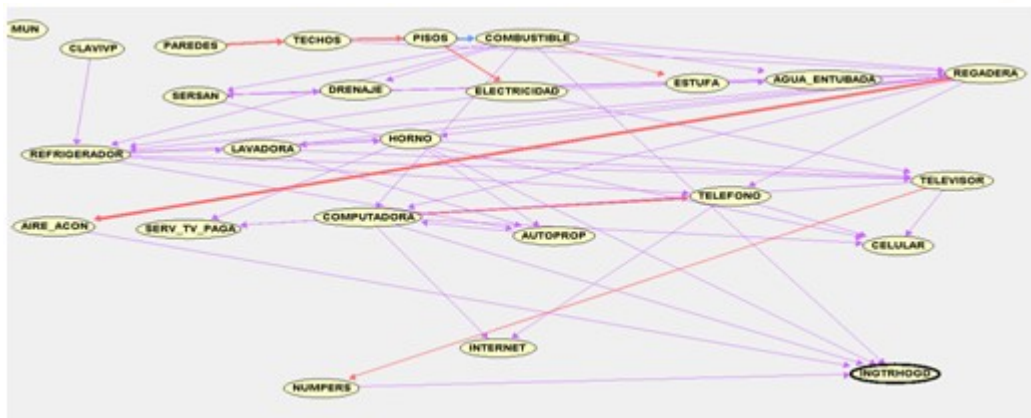 MUN
CLAVIVP
PAREDES
TECHOS
PISOS
COMBUSTIBLE
SERSAN
DRENAJE
ELECTRICIDAD
ESTUFA
AGUA_ENTUBADA
REGADERA
REFRIGERADOR
LAVADORA
HORNO
TELEVISOR
TELEFONO
AIRE_ACON
SERV_TV_PAGA
COMPUTADORA
AUTOPROP
CELULAR
INTERNET
NUMPERS
INGTRHOGD